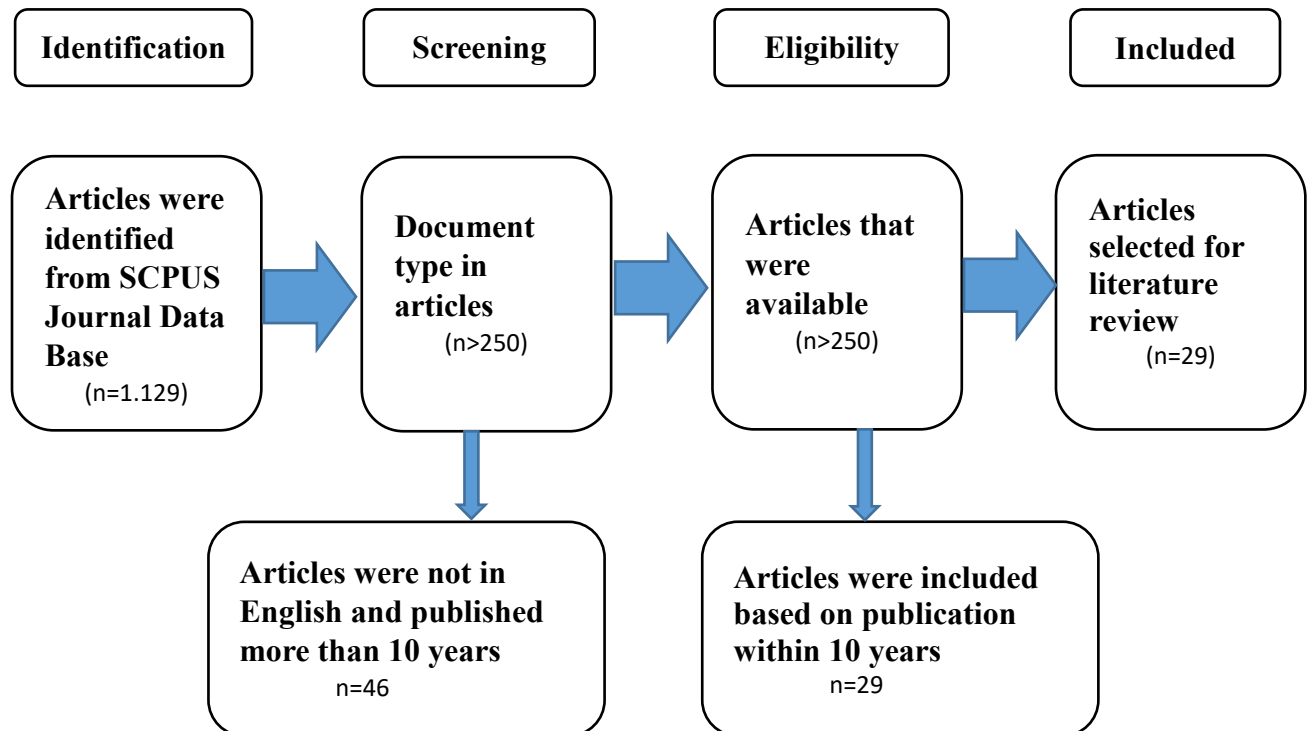 Identification
Screening
Eligibility
Included
Articles were
identified
from SCPUS
Journal Data
Base
(n=1.129)
Document
type in
articles
(n>250)
Articles that
were
available
(n>250)
Articles
selected for
literature
review
(n=29)
Articles were not in
English and published
more than 10 years
n=46
Articles were included
based on publication
within 10 years
n=29